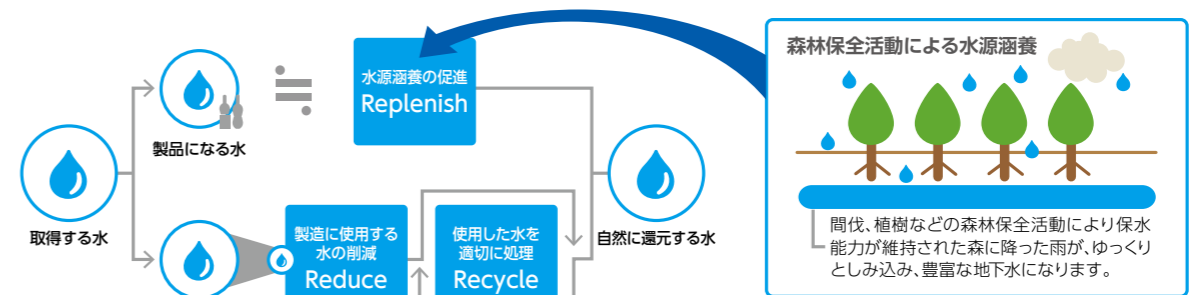 森林保全活動による水源涵養
水源涵養の促進
Replenish
製品になる水
取得する水
製造に使用する
水の削減
Reduce
使用した水を
適切に処理
Recycle
自然に還元する水
間伐、植樹などの森林保全活動により保水
能力が維持された森に降った雨が、ゆっくり
としみ込み、豊富な地下水になります。